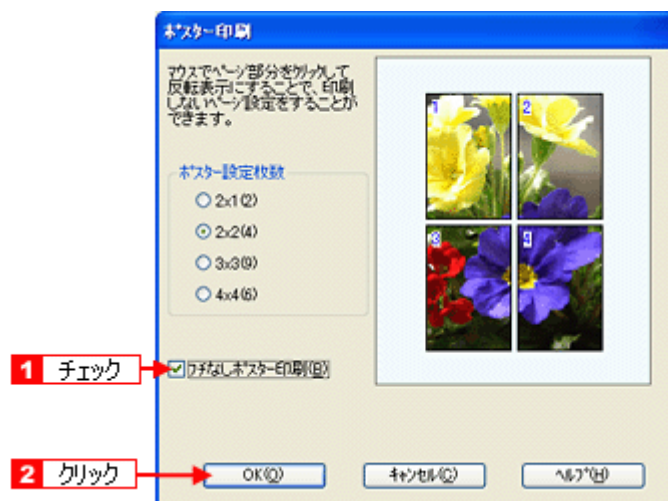 ポスター印刷
マウスでページ部分をクリックして
反転表示にすることで、印刷
しないページ設定をすることが
できます。
ポスター設定枚数
2x1(2)
2x2(4)
3x3(9)
4x4(6)
1 2
3 4
1 チェック
フチなしポスター印刷(B)
2 クリック
OK(O) キャンセル(C) ヘルプ(H)